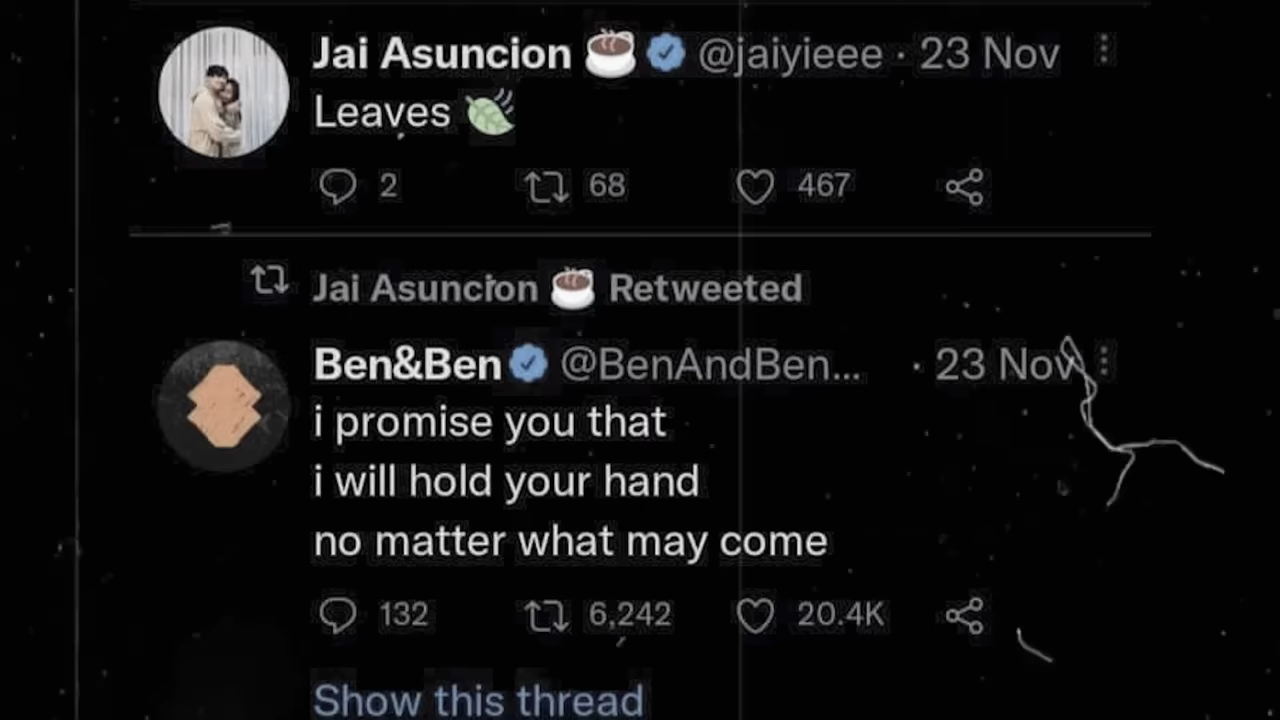 Jai Asuncion ☕ @jaiyieee · 23 Nov
Leaves 🍃
2 68 467
Jai Asuncion ☕ Retweeted
Ben&Ben @BenAndBen... · 23 Nov
i promise you that
i will hold your hand
no matter what may come
132 6,242 20.4K
Show this thread